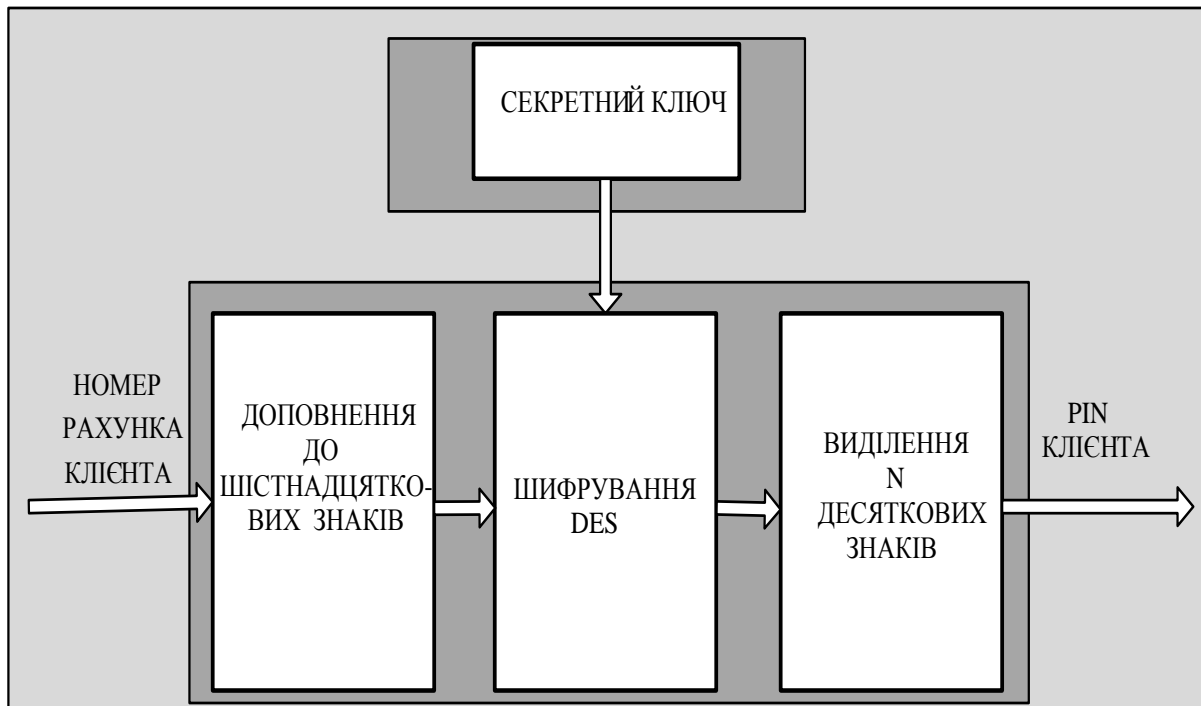 СЕКРЕТНИЙ КЛЮЧ
НОМЕР
РАХУНКА
КЛІЄНТА
ДОПОВНЕННЯ
ДО
ШІСТНАДЦЯТКО-
ВИХ ЗНАКІВ
ШИФРУВАННЯ
DES
ВИДІЛЕННЯ
N
ДЕСЯТКОВИХ
ЗНАКІВ
PIN
КЛІЄНТА